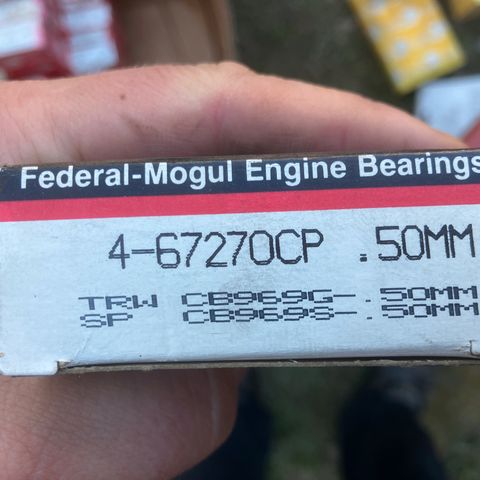 Federal-Mogul Engine Bearings
4-67270CP .50MM
TRW CB969G-.50MM
SP CB969S-.50MM